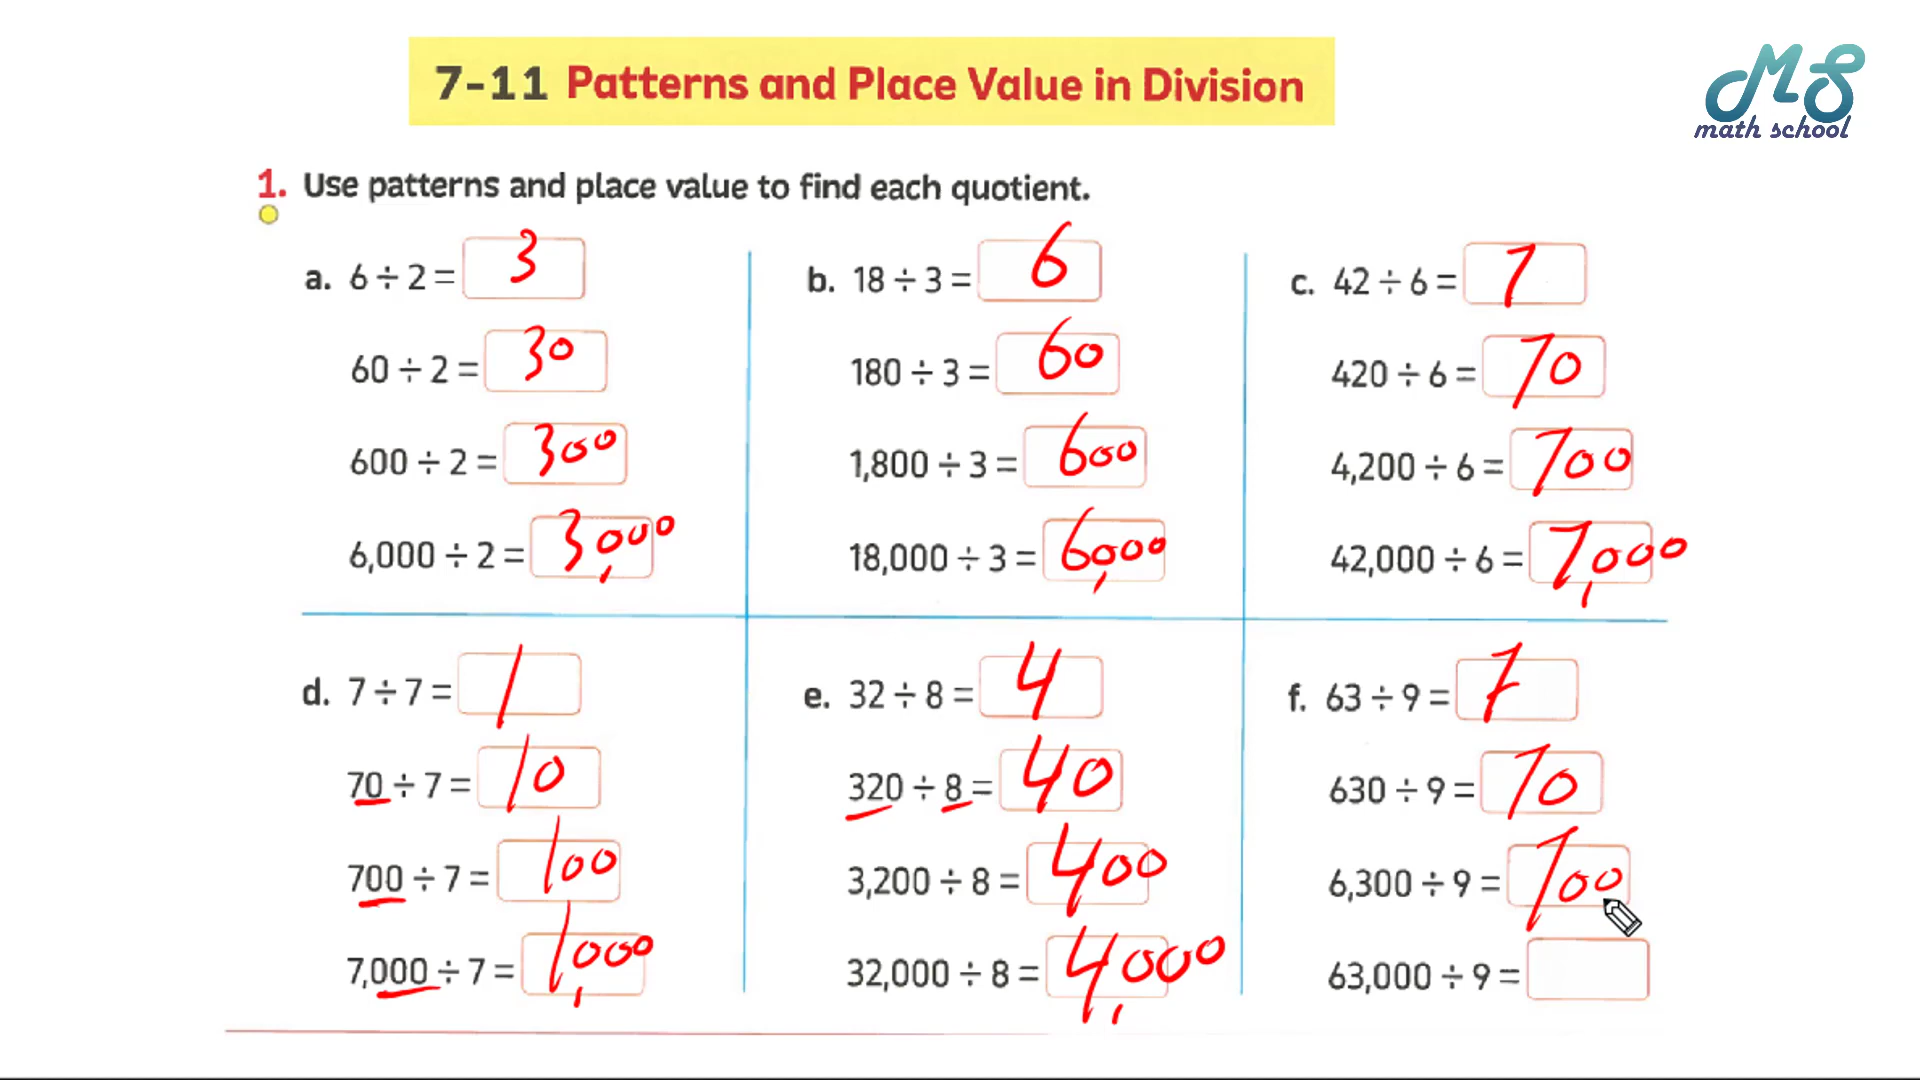 7-11 Patterns and Place Value in Division
MS
math school
1. Use patterns and place value to find each quotient.
a. 6 ÷ 2 = 3
60 ÷ 2 = 30
600 ÷ 2 = 300
6,000 ÷ 2 = 3,000
b. 18 ÷ 3 = 6
180 ÷ 3 = 60
1,800 ÷ 3 = 600
18,000 ÷ 3 = 6,000
c. 42 ÷ 6 = 7
420 ÷ 6 = 70
4,200 ÷ 6 = 700
42,000 ÷ 6 = 7,000
d. 7 ÷ 7 = 1
70 ÷ 7 = 10
700 ÷ 7 = 100
7,000 ÷ 7 = 1,000
e. 32 ÷ 8 = 4
320 ÷ 8 = 40
3,200 ÷ 8 = 400
32,000 ÷ 8 = 4,000
f. 63 ÷ 9 = 7
630 ÷ 9 = 70
6,300 ÷ 9 = 700
63,000 ÷ 9 =